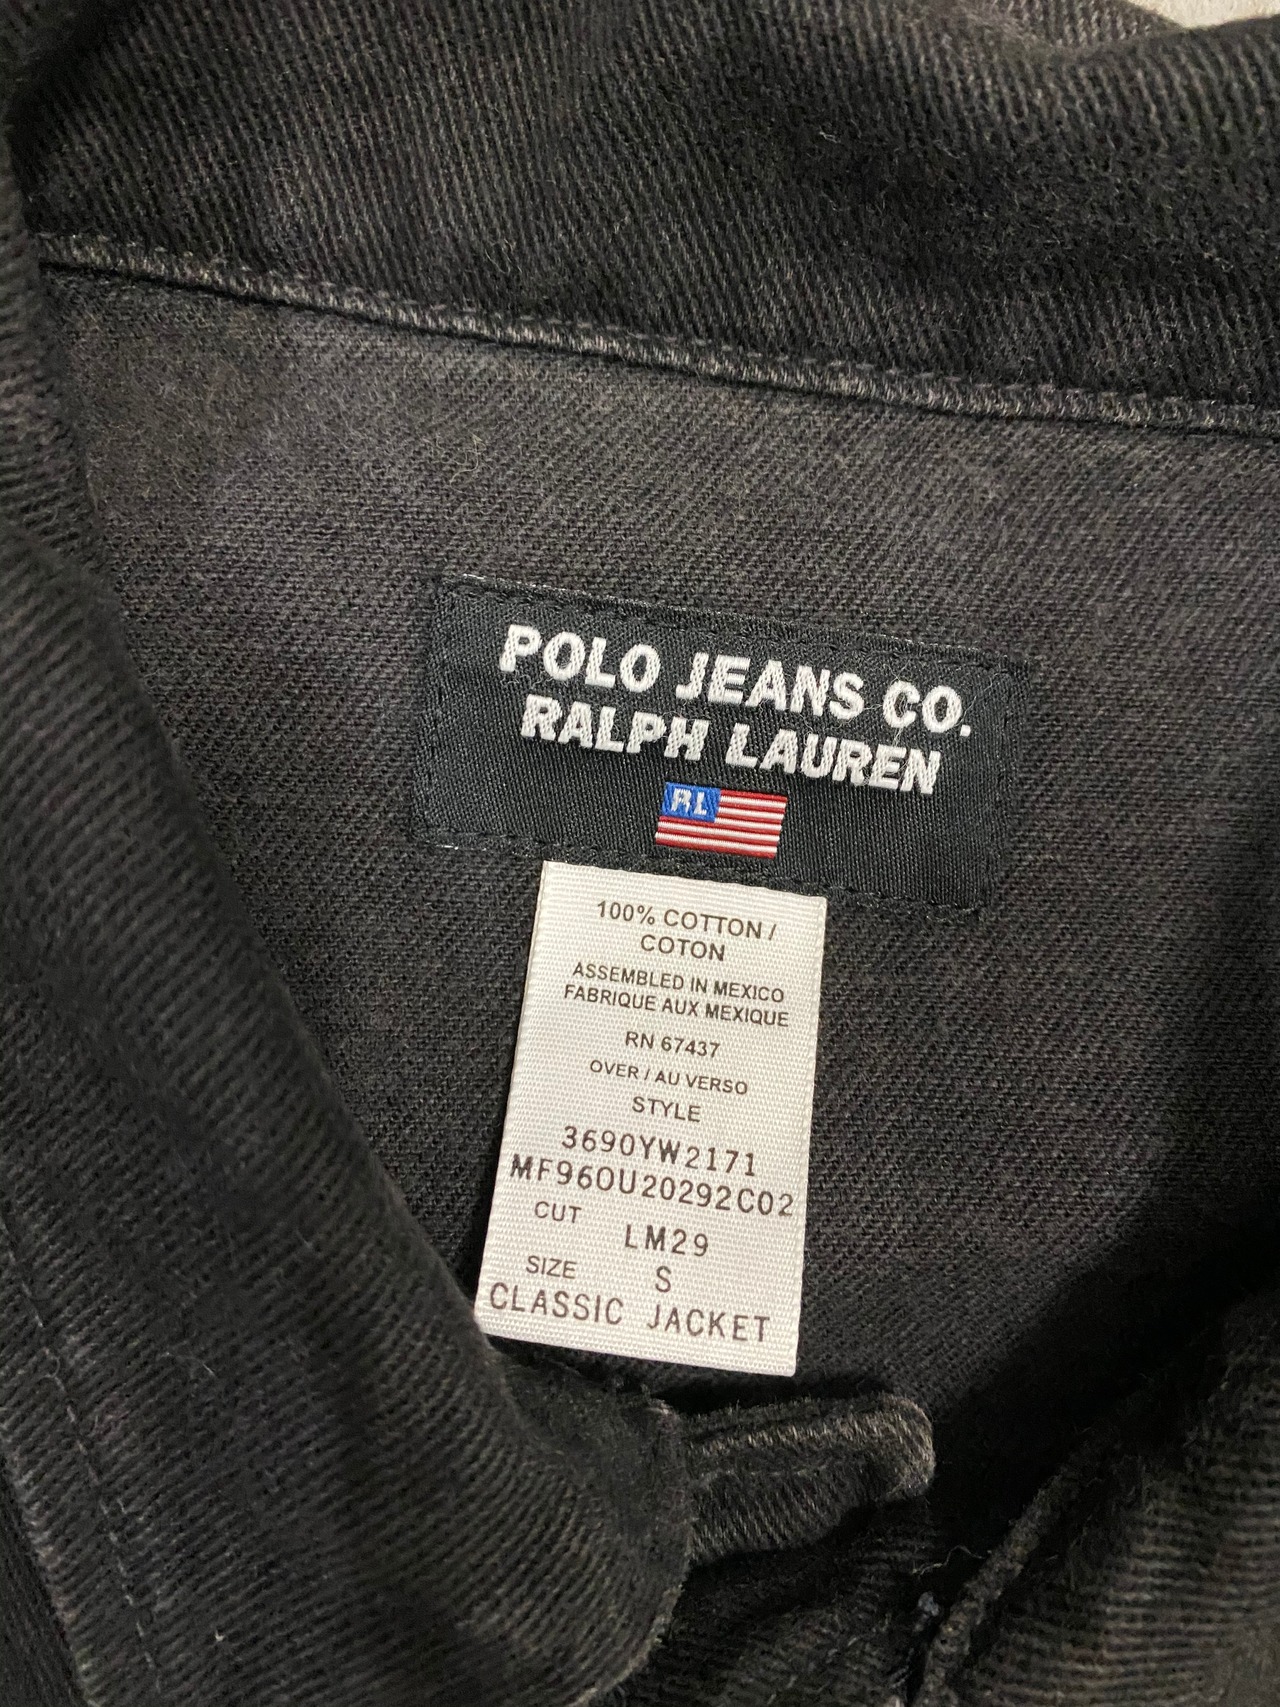 POLO JEANS CO.
RALPH LAUREN
RL
100% COTTON /
COTON
ASSEMBLED IN MEXICO
FABRIQUE AUX MEXIQUE
RN 67437
OVER / AU VERSO
STYLE
3690YW2171
MF960U20292C02
CUT LM29
SIZE S
CLASSIC JACKET